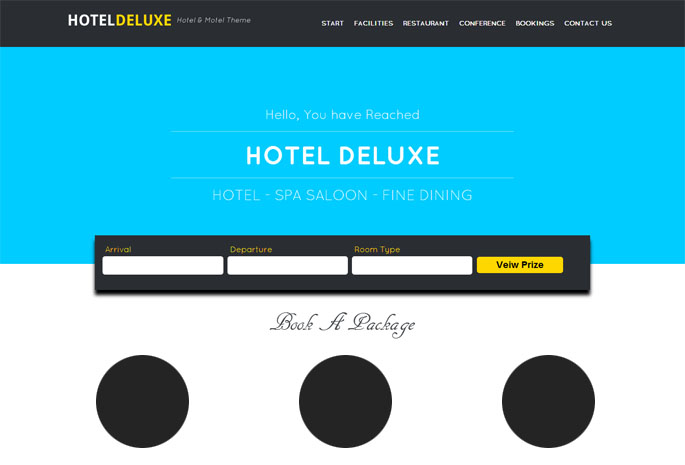 HOTELDELUXE Hotel & Motel Theme
START FACILITIES RESTAURANT CONFERENCE BOOKINGS CONTACT US
Hello, You have Reached
HOTEL DELUXE
HOTEL - SPA SALOON - FINE DINING
Arrival Departure Room Type
Veiw Prize
Book A Package